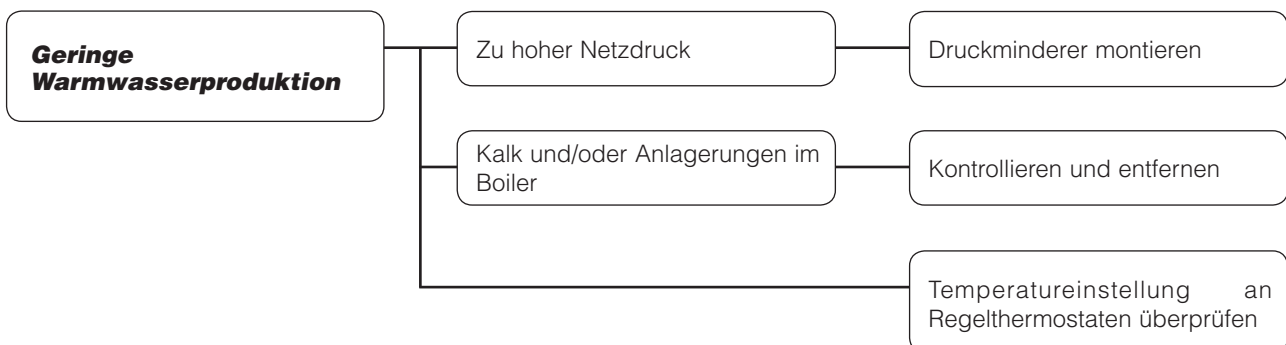 Geringe
Warmwasserproduktion
Zu hoher Netzdruck
Druckminderer montieren
Kalk und/oder Anlagerungen im
Boiler
Kontrollieren und entfernen
Temperatureinstellung an
Regelthermostaten überprüfen